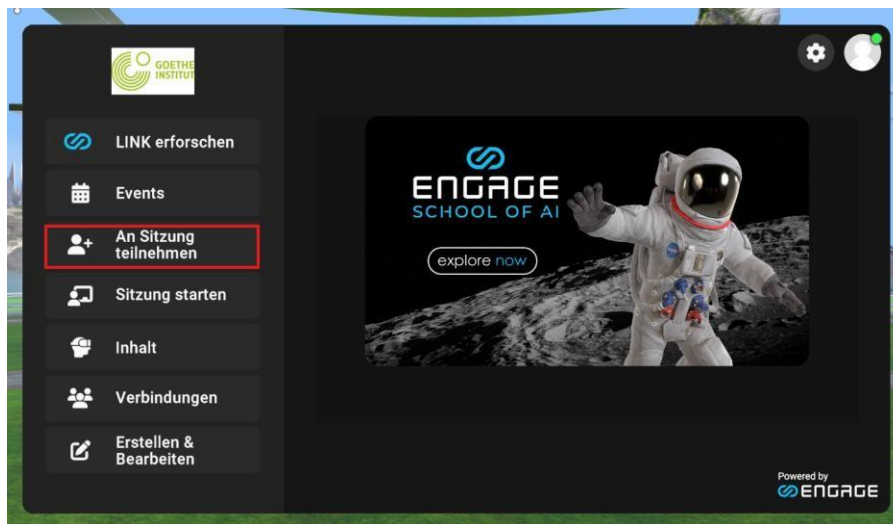 GOETHE
INSTITUT
LINK erforschen
Events
An Sitzung
teilnehmen
Sitzung starten
Inhalt
Verbindungen
Erstellen &
Bearbeiten
ENGAGE
SCHOOL OF AI
explore now
Powered by
ENGAGE